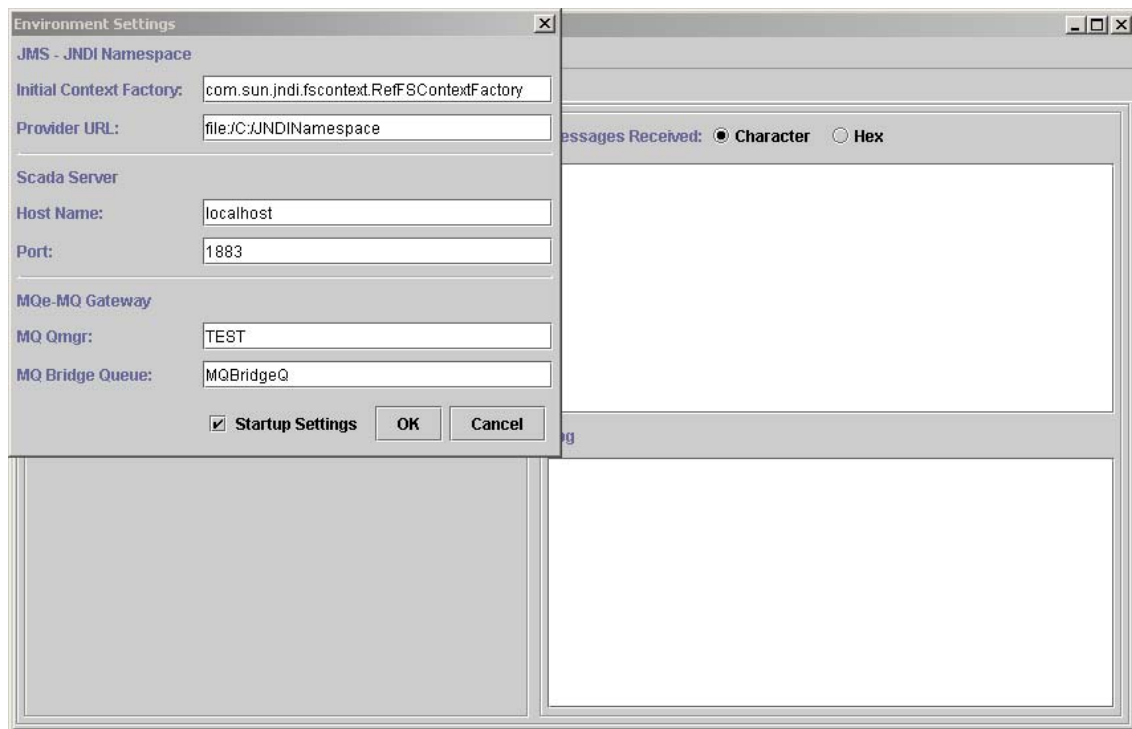 Environment Settings
JMS - JNDI Namespace
Initial Context Factory: com.sun.jndi.fscontext.RefFSContextFactory
Provider URL: file:/C:/JNDINamespace
Scada Server
Host Name: localhost
Port: 1883
MQe-MQ Gateway
MQ Qmgr: TEST
MQ Bridge Queue: MQBridgeQ
Startup Settings OK Cancel
essages Received: Character Hex
og